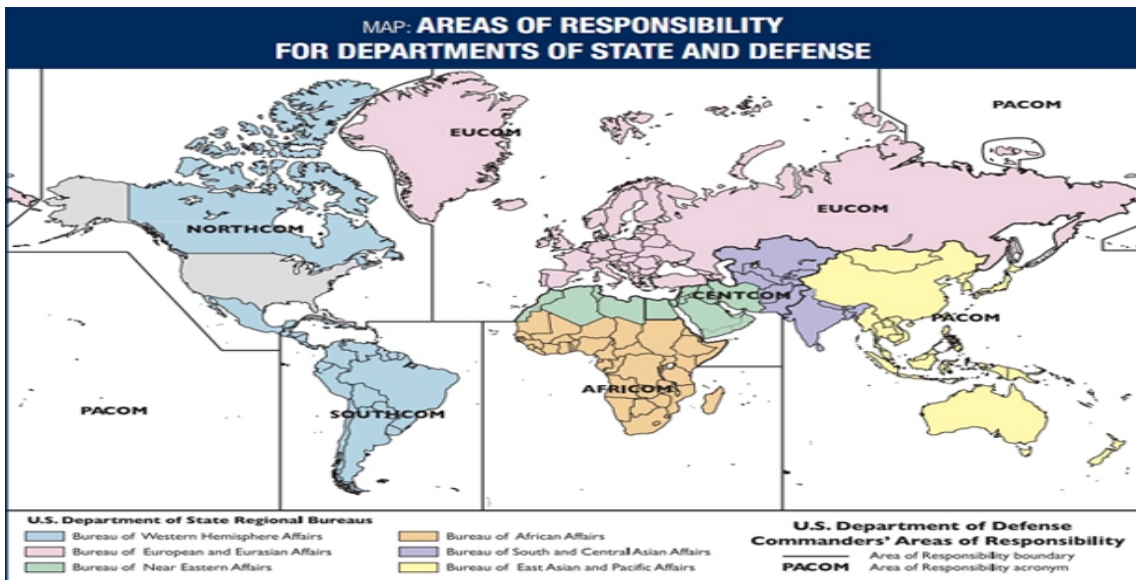 MAP: AREAS OF RESPONSIBILITY
FOR DEPARTMENTS OF STATE AND DEFENSE
PACOM
EUCOM
EUCOM
NORTHCOM
CENTCOM
PACOM
AFRICOM
PACOM
SOUTHCOM
U.S. Department of State Regional Bureaus
Bureau of Western Hemisphere Affairs
Bureau of European and Eurasian Affairs
Bureau of Near Eastern Affairs
Bureau of African Affairs
Bureau of South and Central Asian Affairs
Bureau of East Asian and Pacific Affairs
U.S. Department of Defense
Commanders' Areas of Responsibility
Area of Responsibility boundary
PACOM Area of Responsibility acronym